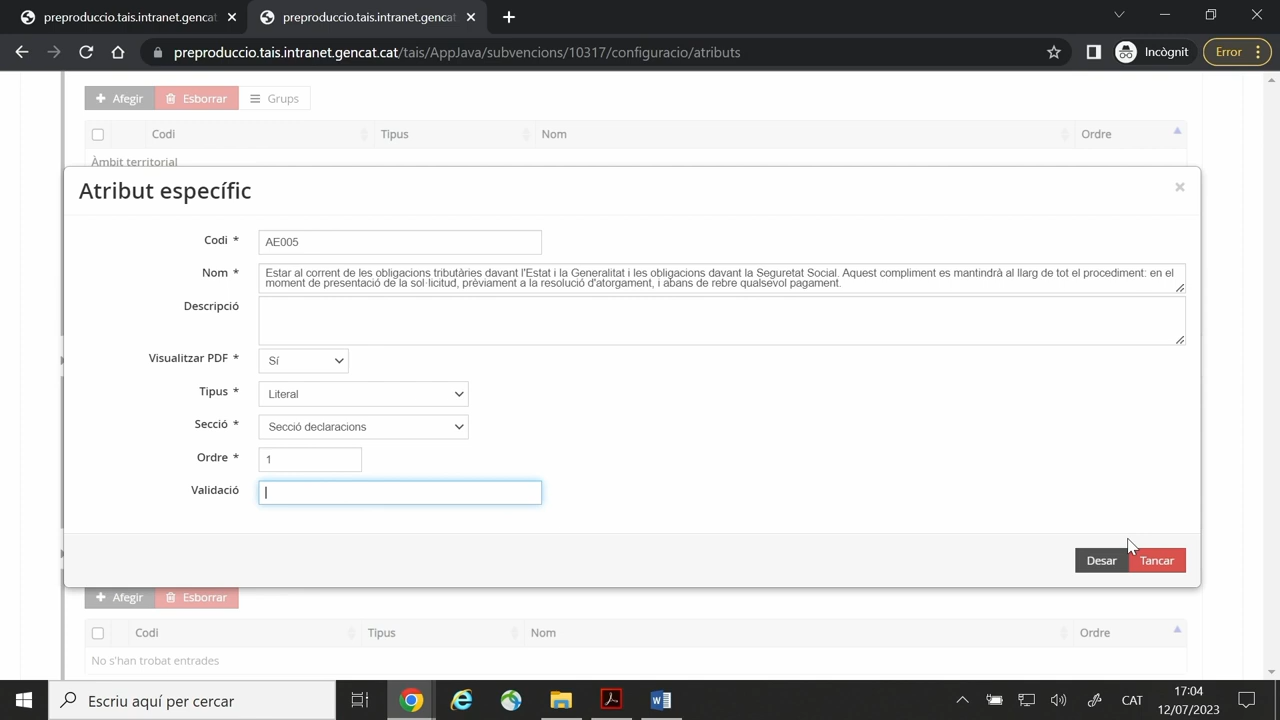 preproduccio.tais.intranet.gencat
preproduccio.tais.intranet.gencat
preproduccio.tais.intranet.gencat.cat/tais/AppJava/subvencions/10317/configuracio/atributs
Incògnit
Error
Afegir
Esborrar
Grups
Codi
Tipus
Nom
Ordre
Àmbit territorial
Atribut específic
Codi *
AE005
Nom *
Estar al corrent de les obligacions tributàries davant l'Estat i la Generalitat i les obligacions davant la Seguretat Social. Aquest compliment es mantindrà al llarg de tot el procediment: en el
moment de presentació de la sol·licitud, prèviament a la resolució d'atorgament, i abans de rebre qualsevol pagament.
Descripció
Visualitzar PDF *
Sí
Tipus *
Literal
Secció *
Secció declaracions
Ordre *
1
Validació
Desar
Tancar
Afegir
Esborrar
Codi
Tipus
Nom
Ordre
No s'han trobat entrades
Escriu aquí per cercar
CAT
17:04
12/07/2023